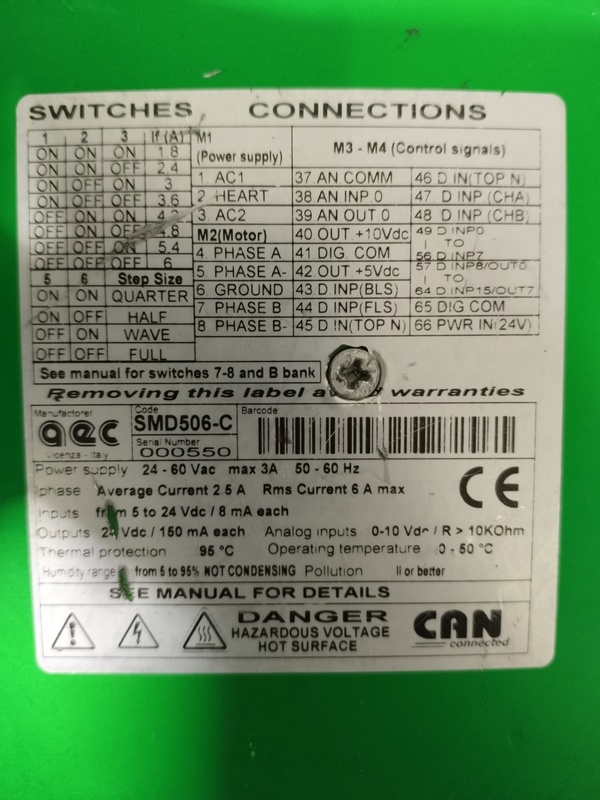 SWITCHES CONNECTIONS
1 2 3 If (A)
ON ON ON 1.8
ON ON OFF 2.4
ON OFF ON 3
ON OFF OFF 3.6
OFF ON ON 4.2
OFF ON OFF 4.8
OFF OFF ON 5.4
OFF OFF OFF 6
5 6 Step Size
ON ON QUARTER
ON OFF HALF
OFF ON WAVE
OFF OFF FULL
M1
(Power supply)
1 AC1
2 HEART
3 AC2
M2(Motor)
4 PHASE A
5 PHASE A-
6 GROUND
7 PHASE B
8 PHASE B-
M3 - M4 (Control signals)
37 AN COMM
38 AN INP.0
39 AN OUT 0
40 OUT +10Vdc
41 DIG. COM
42 OUT +5Vdc
43 D INP(BLS)
44 D INP(FLS)
45 D IN(TOP N)
46 D IN(TOP N)
47 D INP (CHA)
48 D INP (CHB)
49 D INP0
| TO
56 D INP7
57 D INP8/OUT0
| TO
64 D INP15/OUT7
65 DIG COM
66 PWR IN(24V)
See manual for switches 7-8 and B bank
Removing this label warranties
Manufactorer
aec
Vicenza - Italy
Code
SMD506-C
Serial Number
000550
Barcode
Power supply 24 - 60 Vac max 3A 50 - 60 Hz
phase Average Current 2.5 A Rms Current 6 A max
CE
Inputs from 5 to 24 Vdc / 8 mA each
Outputs 24 Vdc / 150 mA each Analog inputs 0-10 Vdc / R > 10KOhm
Thermal protection 95 °C Operating temperature 0 - 50 °C
Humidity range from 5 to 95% NOT CONDENSING Pollution II or better
SEE MANUAL FOR DETAILS
DANGER
HAZARDOUS VOLTAGE
HOT SURFACE
CAN
connected